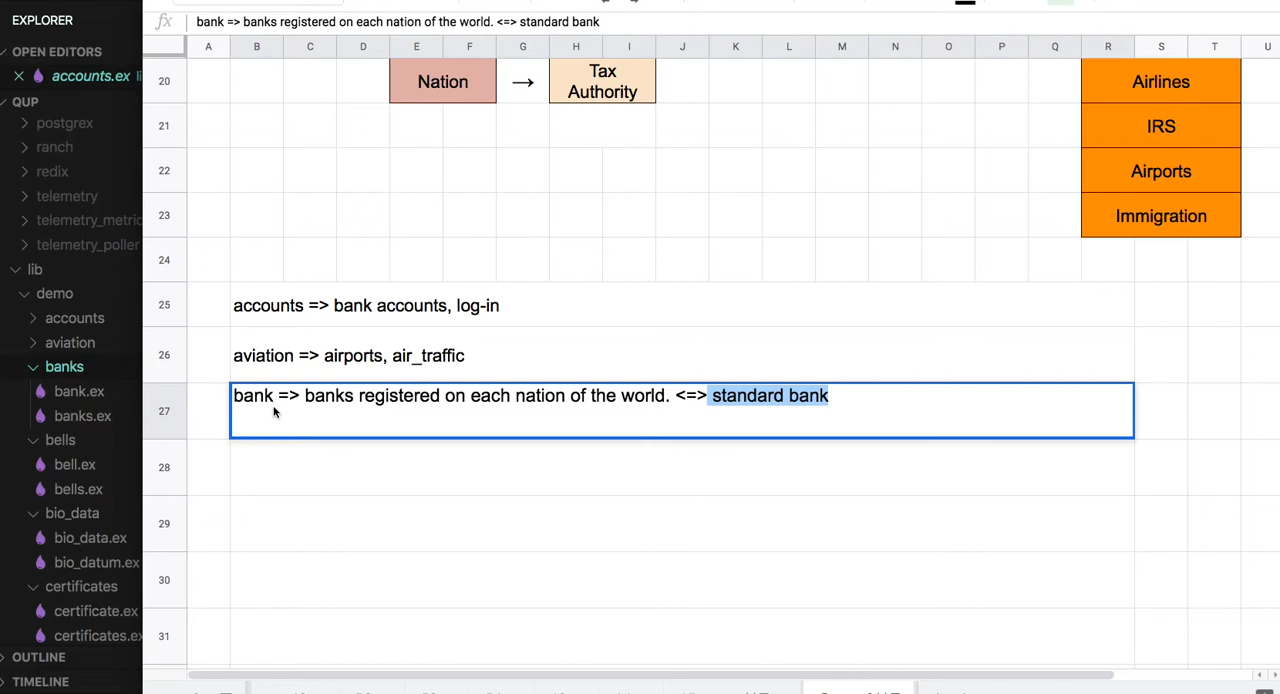 EXPLORER
OPEN EDITORS
accounts.ex li
QUP
postgrex
ranch
redix
telemetry
telemetry_metric
telemetry_poller
lib
demo
accounts
aviation
banks
bank.ex
banks.ex
bells
bell.ex
bells.ex
bio_data
bio_data.ex
bio_datum.ex
certificates
certificate.ex
certificates.ex
OUTLINE
TIMELINE
fx bank => banks registered on each nation of the world. <=> standard bank
A B C D E F G H I J K L M N O P Q R S T U
20 Nation → Tax Authority Airlines
21 IRS
22 Airports
23 Immigration
24
25 accounts => bank accounts, log-in
26 aviation => airports, air_traffic
27 bank => banks registered on each nation of the world. <=> standard bank
28
29
30
31